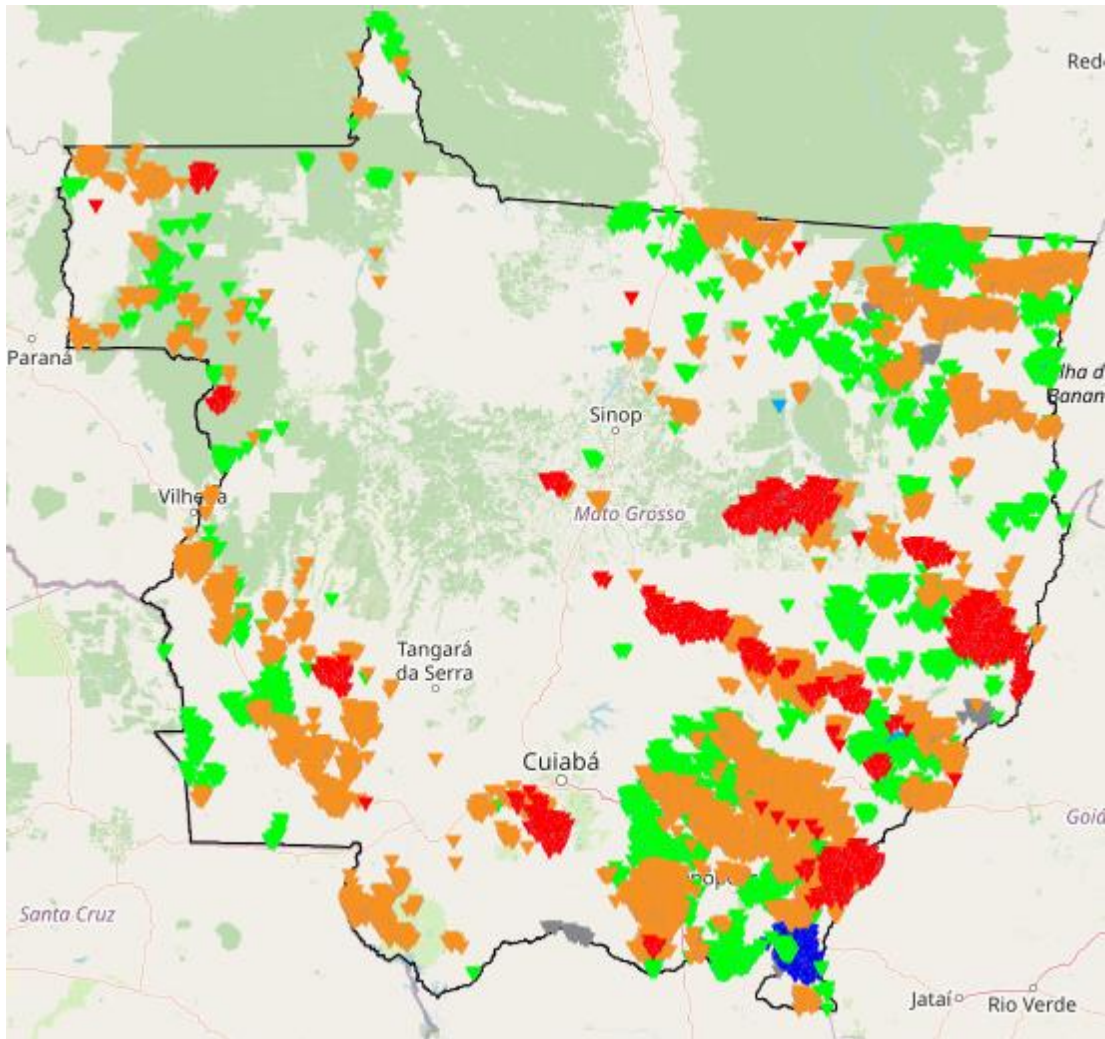 Rede
Paraná
Sinop
Ilha d
Banan
Vilhena
Mato Grosso
Tangará
da Serra
Cuiabá
Goiá
Santa Cruz
Jataí
Rio Verde